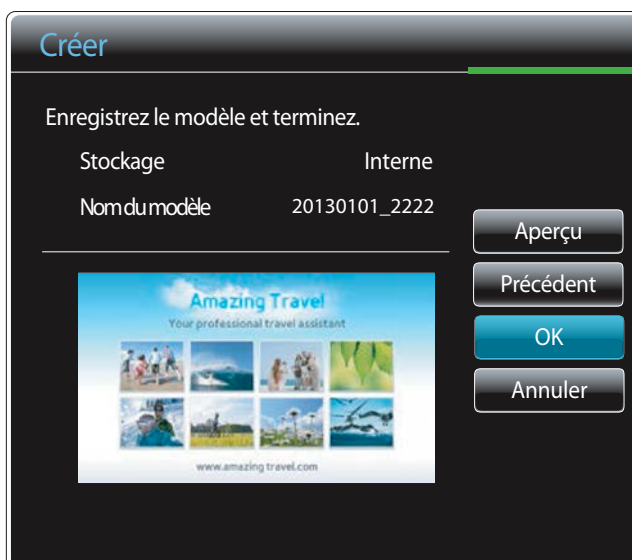 Créer
Enregistrez le modèle et terminez.
Stockage Interne
Nom du modèle 20130101_2222
Aperçu
Précédent
OK
Annuler
Amazing Travel
Your professional travel assistant
www.amazing travel.com